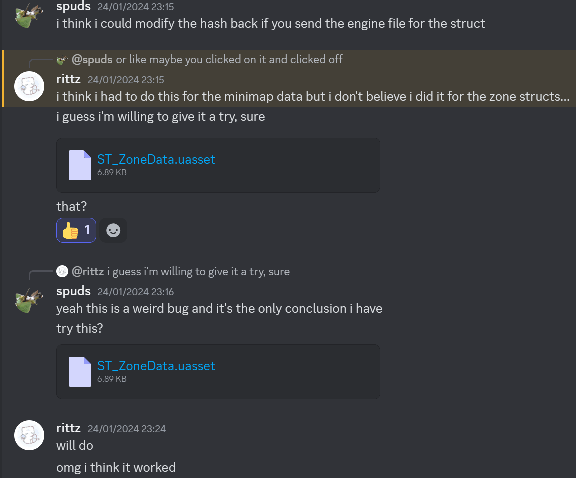 spuds 24/01/2024 23:15
i think i could modify the hash back if you send the engine file for the struct
@spuds or like maybe you clicked on it and clicked off
rittz 24/01/2024 23:15
i think i had to do this for the minimap data but i don't believe i did it for the zone structs...
i guess i'm willing to give it a try, sure
ST_ZoneData.uasset
6.89 KB
that?
👍 1
@rittz i guess i'm willing to give it a try, sure
spuds 24/01/2024 23:16
yeah this is a weird bug and it's the only conclusion i have
try this?
ST_ZoneData.uasset
6.89 KB
rittz 24/01/2024 23:24
will do
omg i think it worked